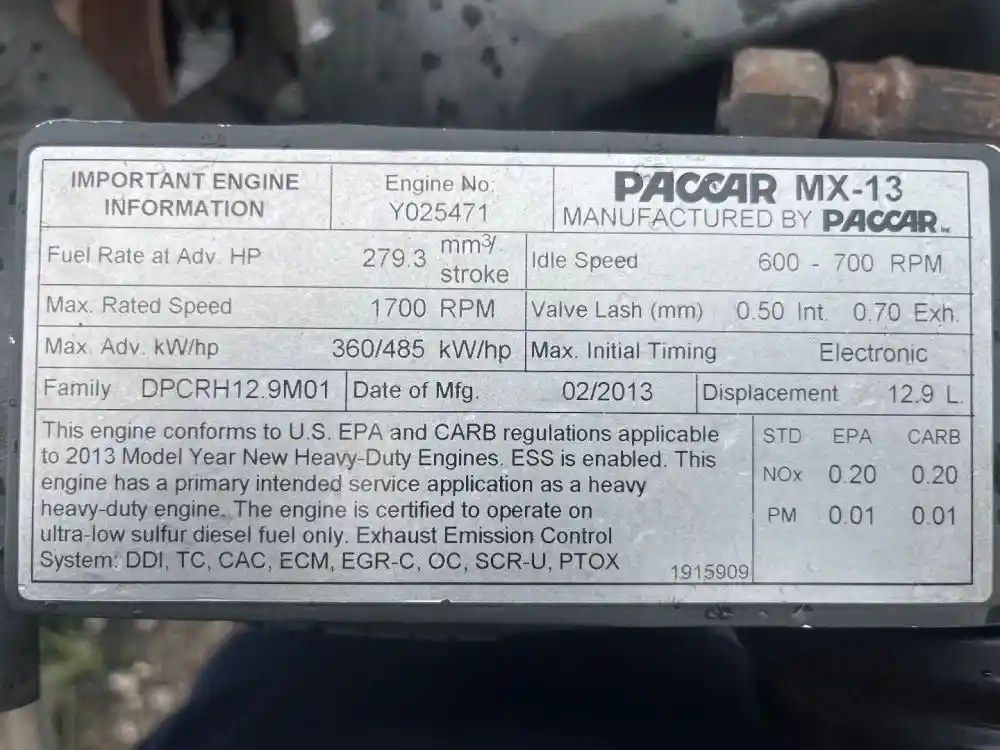 IMPORTANT ENGINE
INFORMATION
Engine No:
Y025471
PACCAR MX-13
MANUFACTURED BY PACCAR Inc
Fuel Rate at Adv. HP 279.3 mm3/
stroke
Idle Speed 600 - 700 RPM
Max. Rated Speed 1700 RPM
Valve Lash (mm) 0.50 Int. 0.70 Exh.
Max. Adv. kW/hp 360/485 kW/hp
Max. Initial Timing Electronic
Family DPCRH12.9M01
Date of Mfg. 02/2013
Displacement 12.9 L.
This engine conforms to U.S. EPA and CARB regulations applicable
to 2013 Model Year New Heavy-Duty Engines. ESS is enabled. This
engine has a primary intended service application as a heavy
heavy-duty engine. The engine is certified to operate on
ultra-low sulfur diesel fuel only. Exhaust Emission Control
System: DDI, TC, CAC, ECM, EGR-C, OC, SCR-U, PTOX
1915909
STD EPA CARB
NOx 0.20 0.20
PM 0.01 0.01